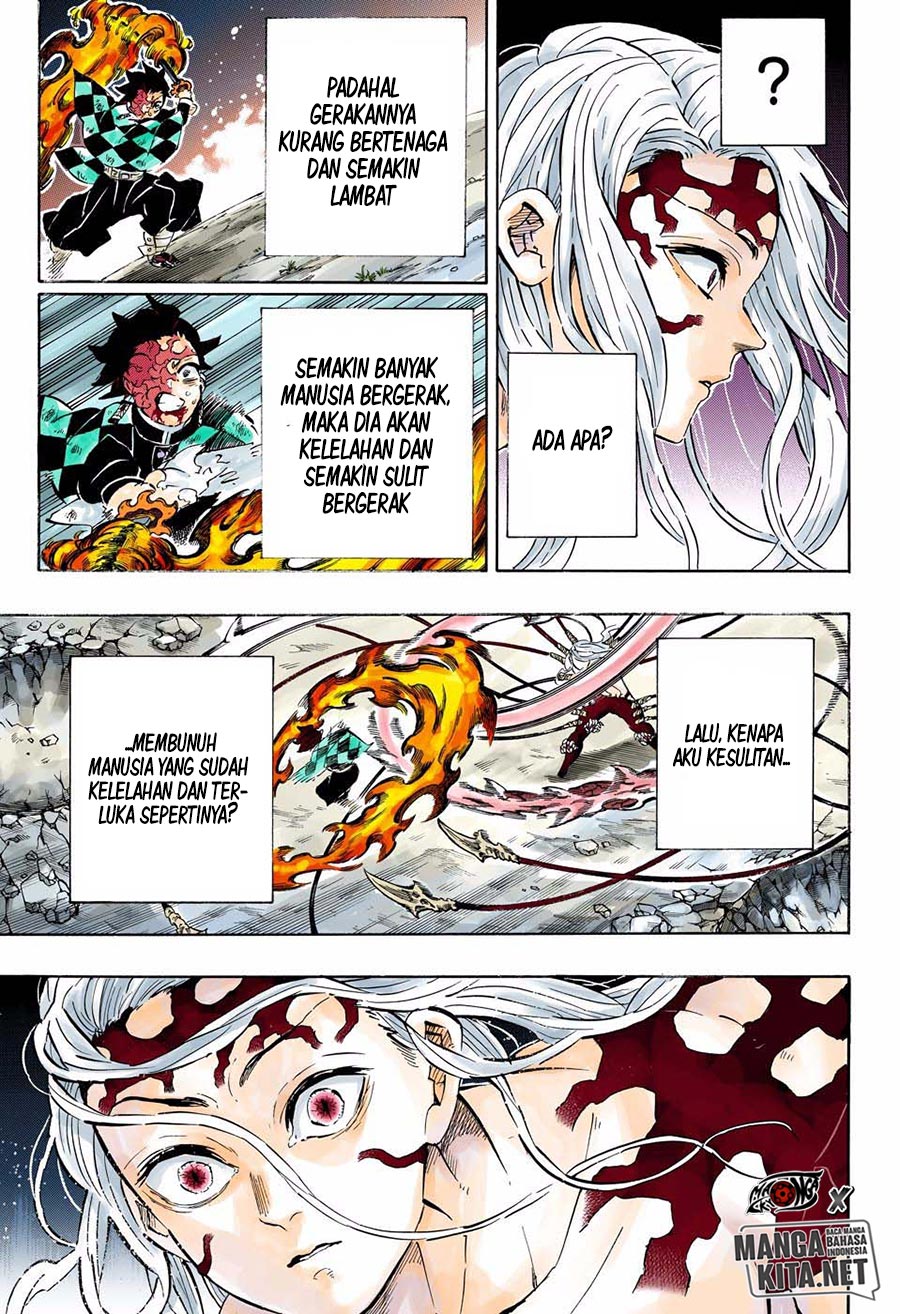 ?
ADA APA?
PADAHAL
GERAKANNYA
KURANG BERTENAGA
DAN SEMAKIN
LAMBAT
SEMAKIN BANYAK
MANUSIA BERGERAK,
MAKA DIA AKAN
KELELAHAN DAN
SEMAKIN SULIT
BERGERAK
LALU, KENAPA
AKU KESULITAN...
...MEMBUNUH
MANUSIA YANG SUDAH
KELELAHAN DAN TER-
LUKA SEPERTINYA?
X
BACA MANGA
BAHASA
INDONESIA
MANGA
KITA.NET